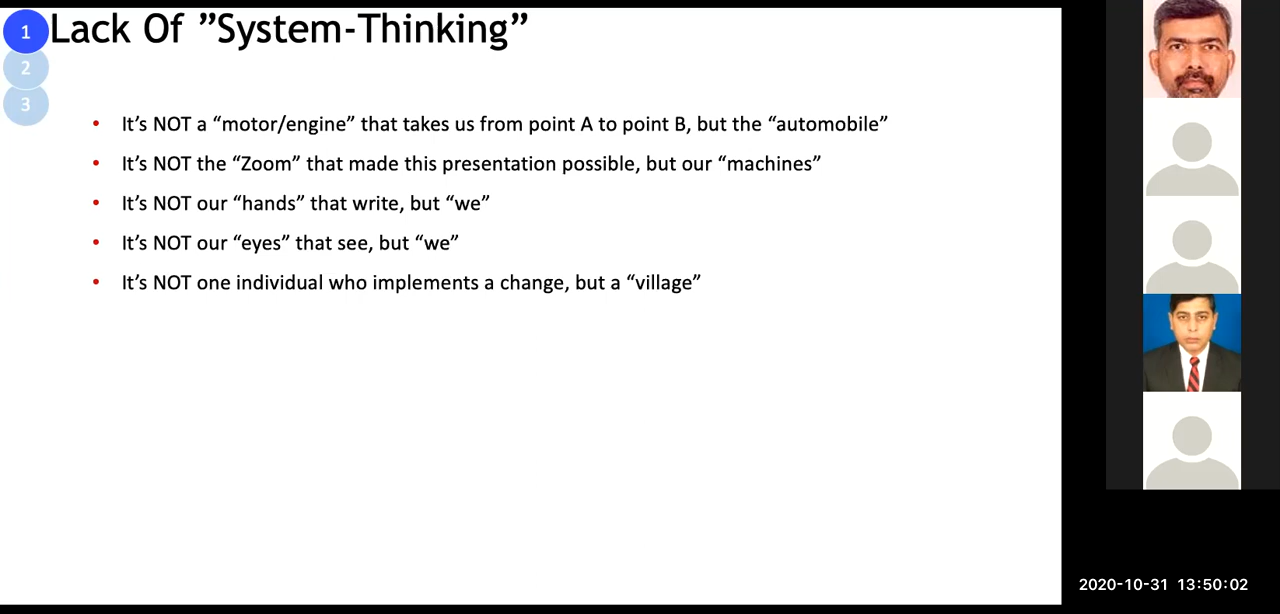 1
Lack Of ”System-Thinking”
2
3
• It’s NOT a “motor/engine” that takes us from point A to point B, but the “automobile”
• It’s NOT the “Zoom” that made this presentation possible, but our “machines”
• It’s NOT our “hands” that write, but “we”
• It’s NOT our “eyes” that see, but “we”
• It’s NOT one individual who implements a change, but a “village”
2020-10-31 13:50:02